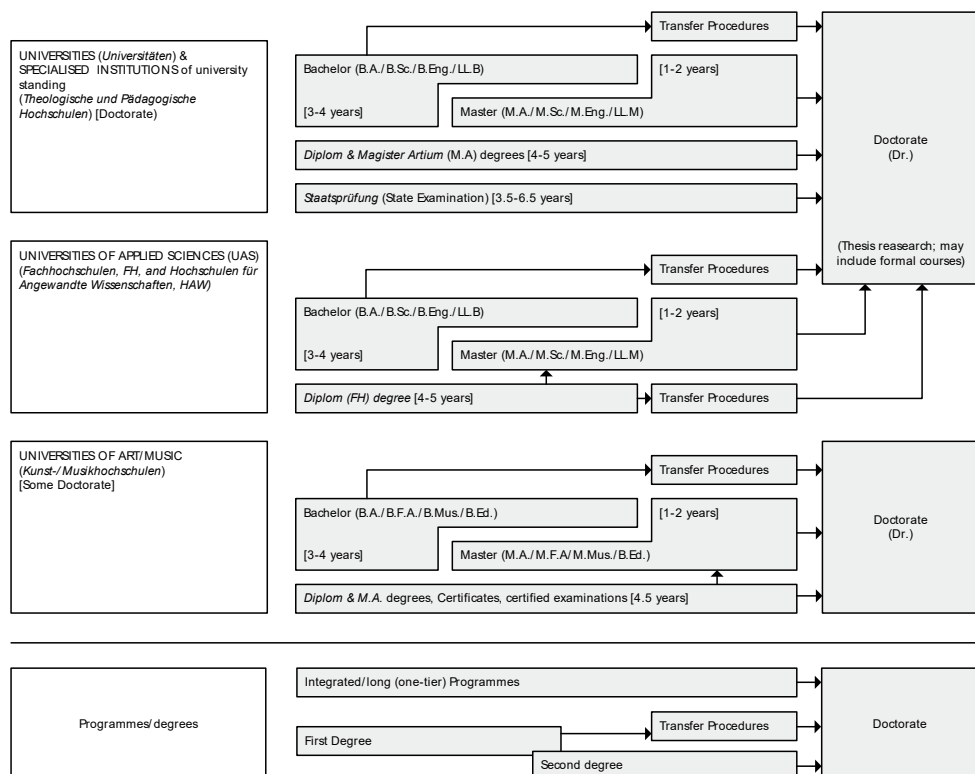 Transfer Procedures
UNIVERSITIES (Universitäten) &
SPECIALISED INSTITUTIONS of university
standing
(Theologische und Pädagogische
Hochschulen) [Doctorate)
Bachelor (B.A./B.Sc./B.Eng./LL.B)
[1-2 years]
[3-4 years]
Master (M.A./M.Sc./M.Eng./LL.M)
Diplom & Magister Artium (M.A) degrees [4-5 years]
Staatsprüfung (State Examination) [3.5-6.5 years]
Doctorate
(Dr.)
(Thesis reasearch; may
include formal courses)
UNIVERSITIES OF APPLIED SCIENCES (UAS)
(Fachhochschulen, FH, and Hochschulen für
Angewandte Wissenschaften, HAW)
Transfer Procedures
Bachelor (B.A./B.Sc./B.Eng./LL.B)
[1-2 years]
[3-4 years]
Master (M.A./M.Sc./M.Eng./LL.M)
Diplom (FH) degree [4-5 years]
Transfer Procedures
UNIVERSITIES OF ART/MUSIC
(Kunst-/Musikhochschulen)
[Some Doctorate]
Transfer Procedures
Bachelor (B.A./B.F.A./B.Mus./B.Ed.)
[1-2 years]
[3-4 years]
Master (M.A./M.F.A/M.Mus./B.Ed.)
Diplom & M.A. degrees, Certificates, certified examinations [4.5 years]
Doctorate
(Dr.)
Programmes/degrees
Integrated/long (one-tier) Programmes
Transfer Procedures
First Degree
Second degree
Doctorate